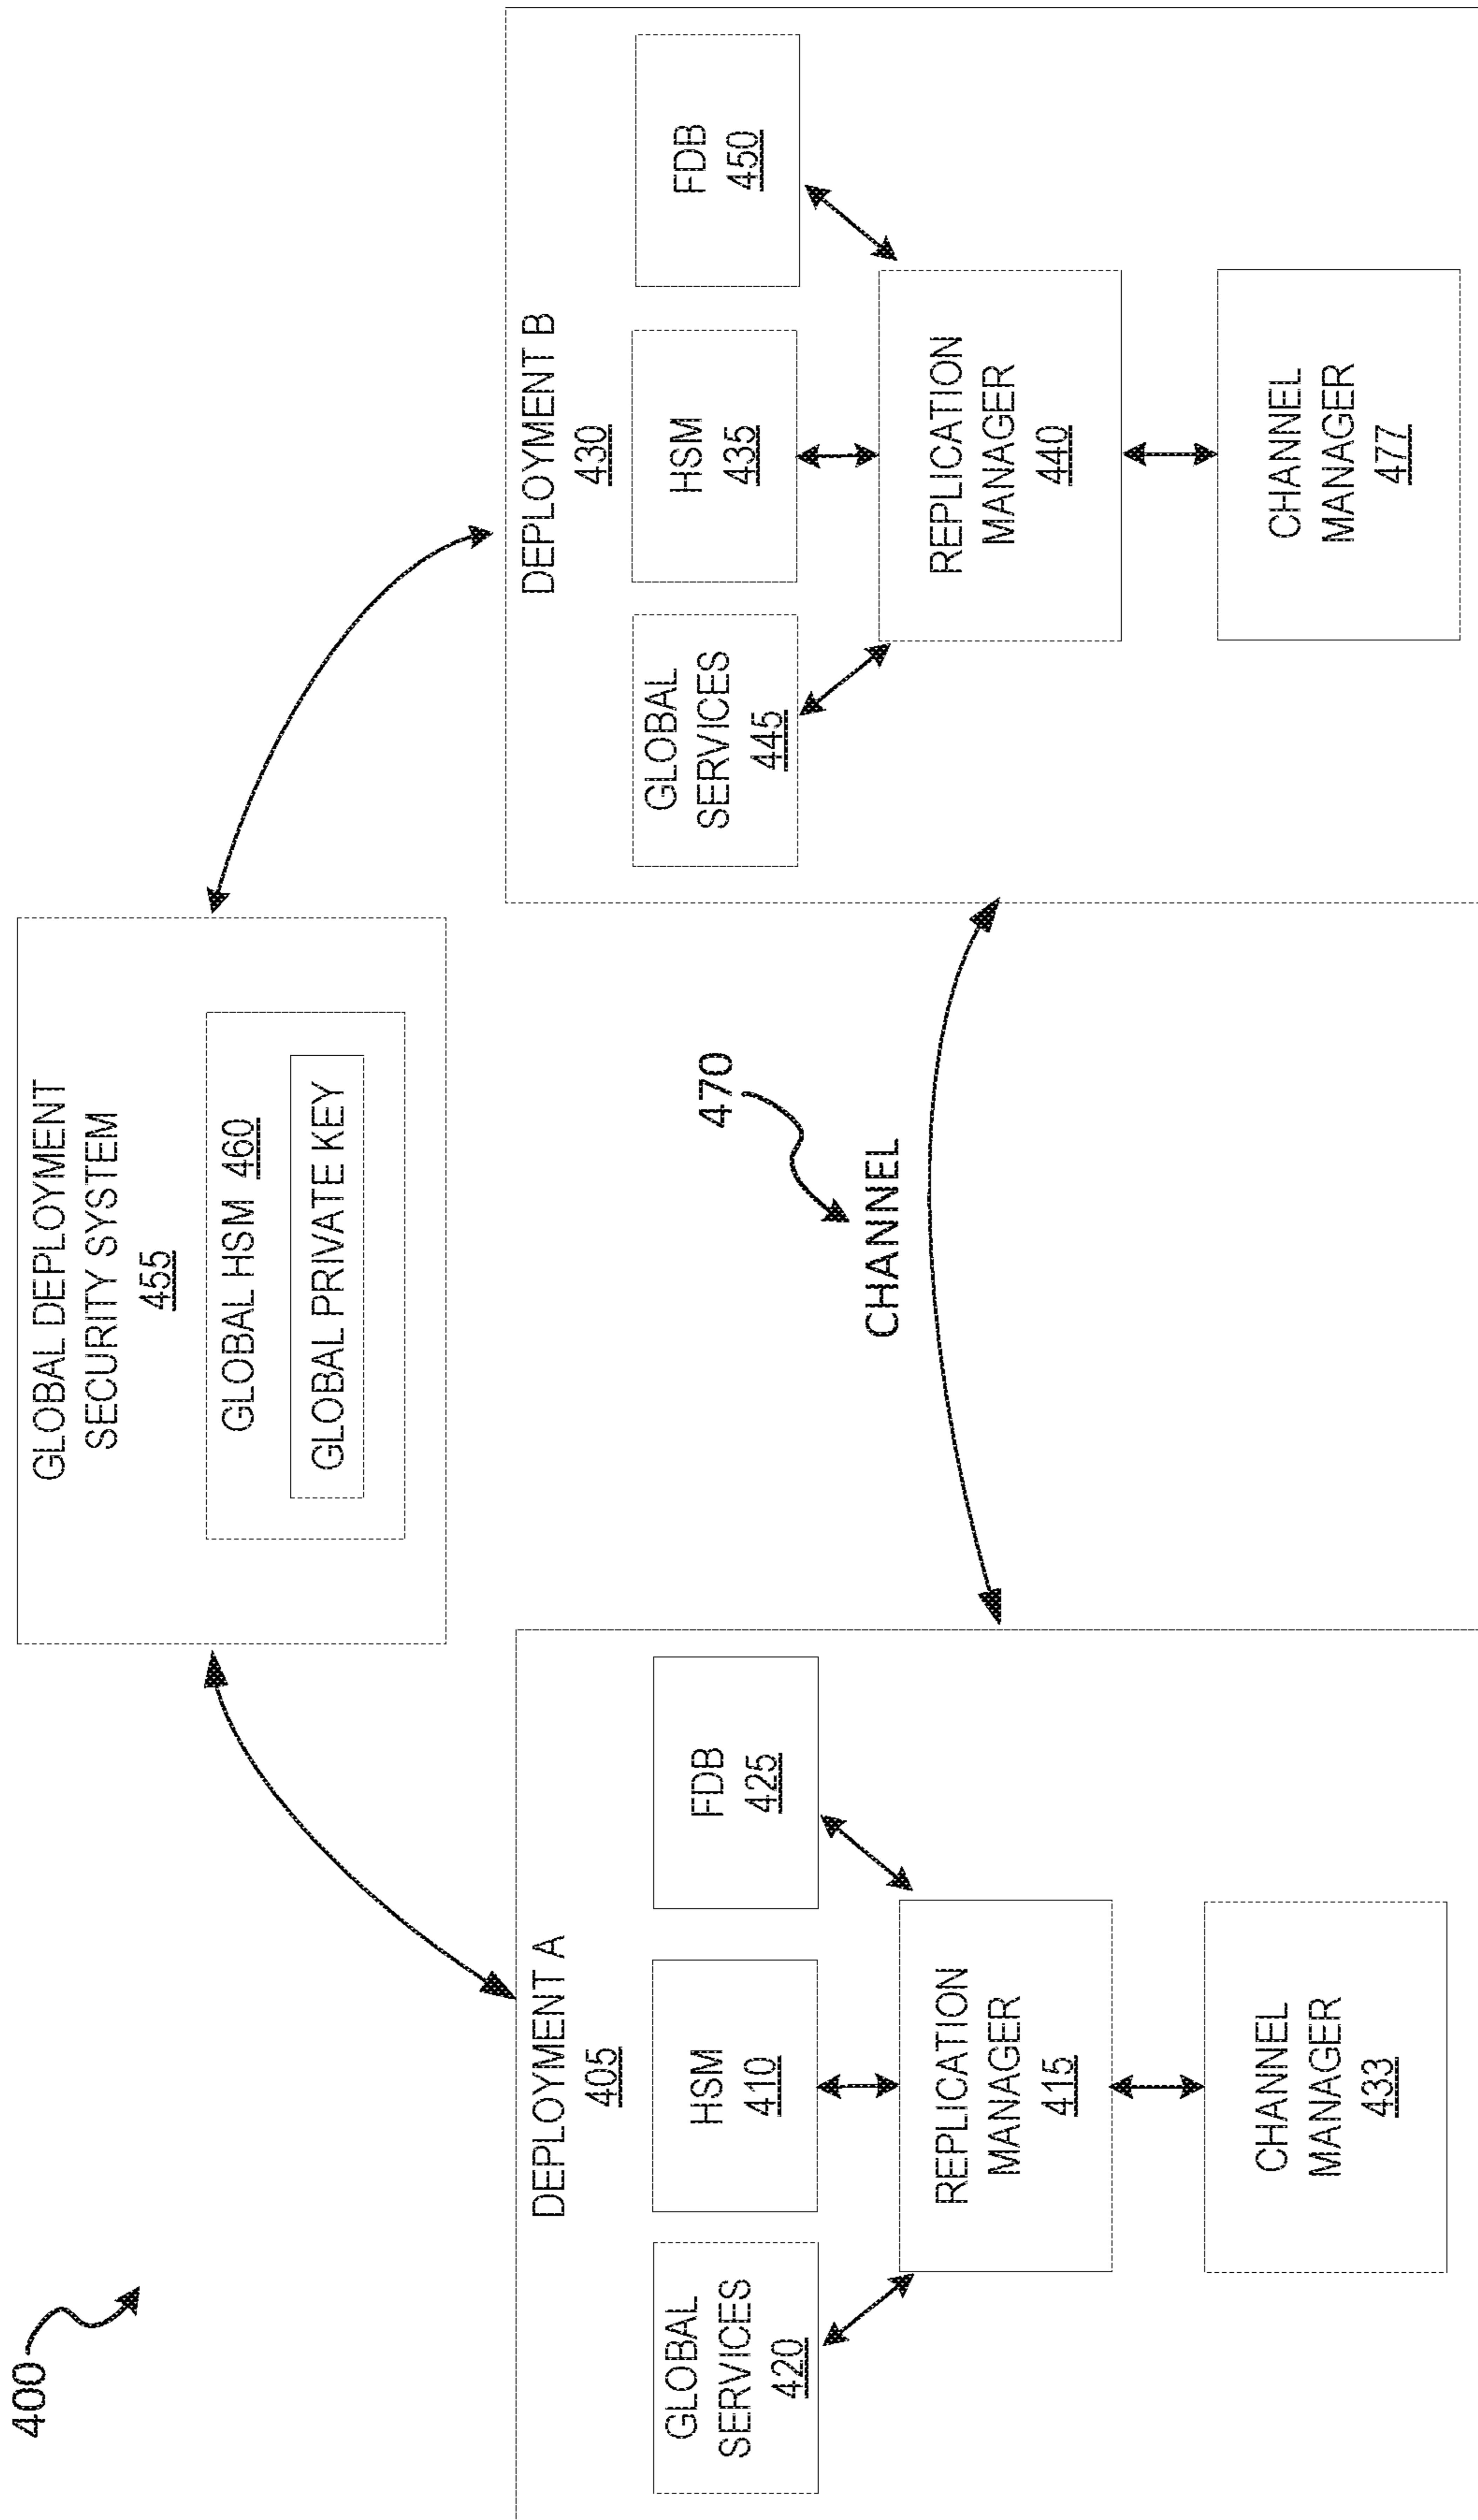 400
GLOBAL DEPLOYMENT
SECURITY SYSTEM
455
GLOBAL HSM 460
GLOBAL PRIVATE KEY
DEPLOYMENT A
405
GLOBAL
SERVICES
420
HSM
410
FDB
425
REPLICATION
MANAGER
415
CHANNEL
MANAGER
433
470
CHANNEL
DEPLOYMENT B
430
GLOBAL
SERVICES
445
HSM
435
FDB
450
REPLICATION
MANAGER
440
CHANNEL
MANAGER
477